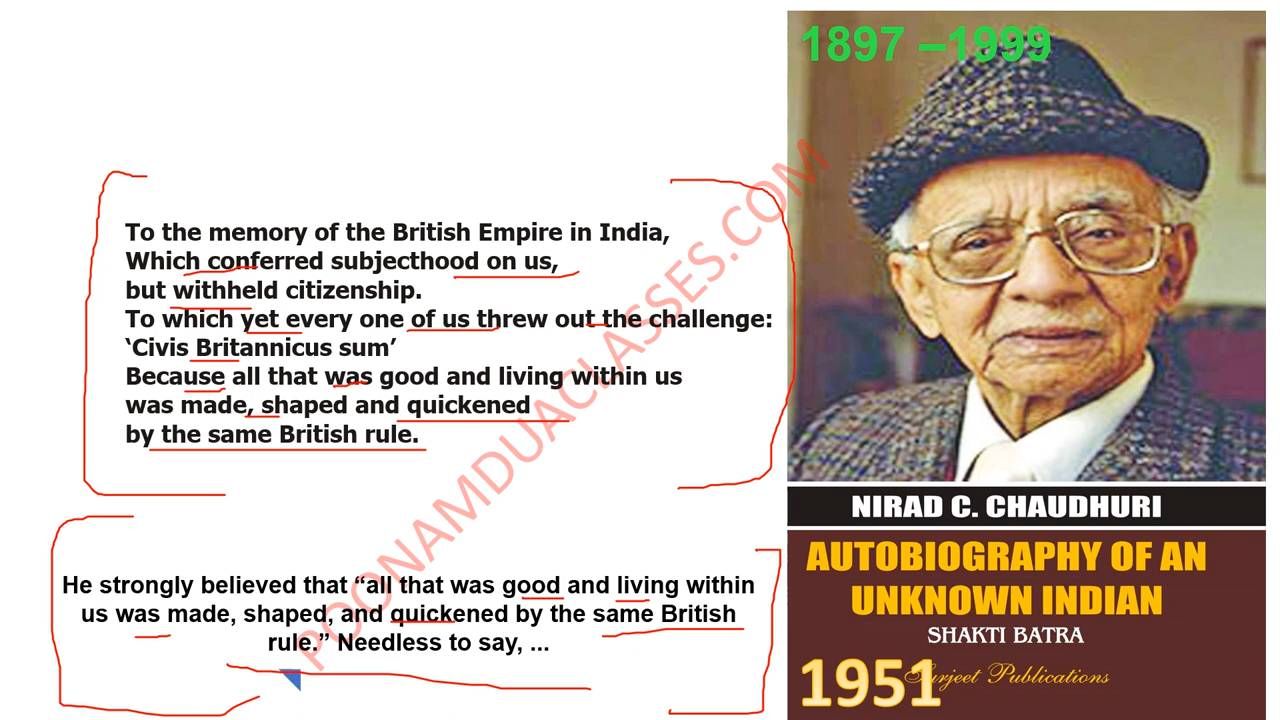 To the memory of the British Empire in India,
Which conferred subjecthood on us,
but withheld citizenship.
To which yet every one of us threw out the challenge:
‘Civis Britannicus sum’
Because all that was good and living within us
was made, shaped and quickened
by the same British rule.
He strongly believed that “all that was good and living within
us was made, shaped, and quickened by the same British
rule.” Needless to say, ...
POONAMDUACLASSES.COM
1897 –1999
NIRAD C. CHAUDHURI
AUTOBIOGRAPHY OF AN
UNKNOWN INDIAN
SHAKTI BATRA
Surjeet Publications
1951